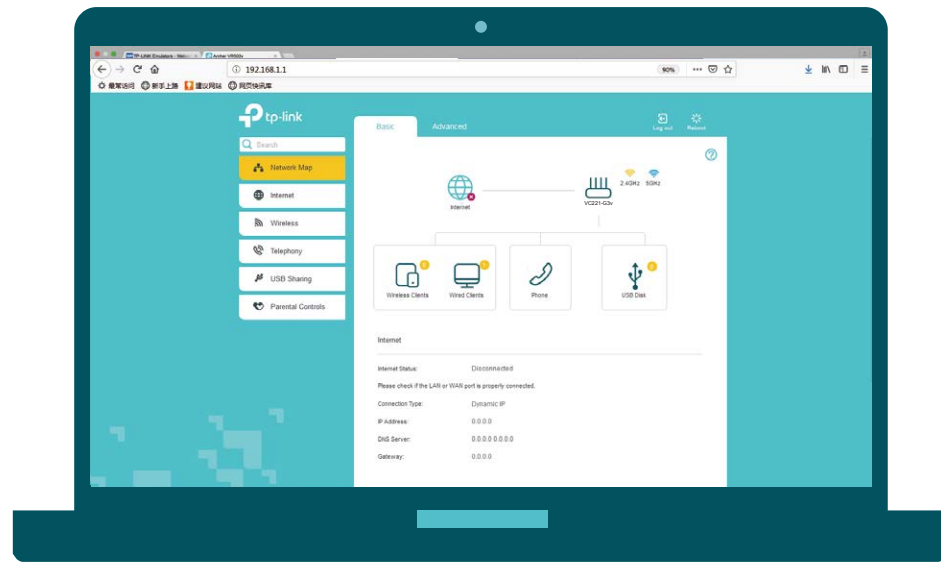 TP-LINK Emulators
192.168.1.1
90%
最常访问 新手上路 建议网站 网页快讯库
tp-link
Basic Advanced
Log out Reboot
Search
Network Map
Internet
Wireless
Telephony
USB Sharing
Parental Controls
Internet
VC221-G3v
2.4GHz 5GHz
0
Wireless Clients
1
Wired Clients
Phone
0
USB Disk
Internet
Internet Status: Disconnected
Please check if the LAN or WAN port is properly connected.
Connection Type: Dynamic IP
IP Address: 0.0.0.0
DNS Server: 0.0.0.0 0.0.0.0
Gateway: 0.0.0.0